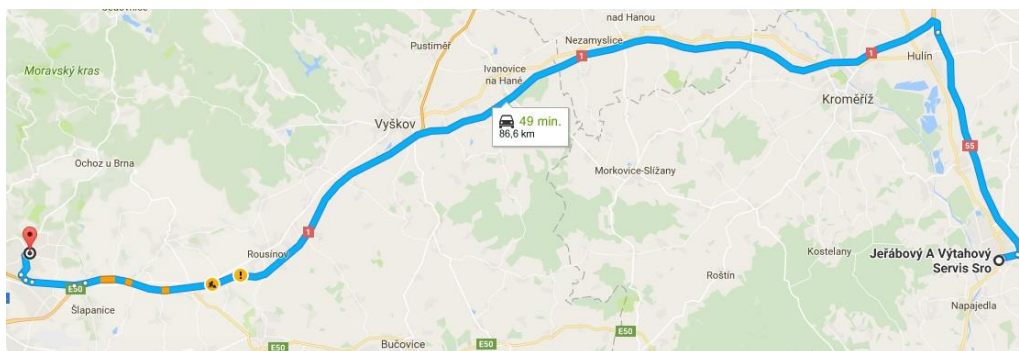 nad Hanou
Nezamyslice
Pustiměř
Moravský kras
1
Ivanovice
na Hané
1
Hulín
Kroměříž
49 min.
86,6 km
Vyškov
55
Ochoz u Brna
Morkovice-Slížany
1
Rousínov
Kostelany
Jeřábový A Výtahový
Servis Sro
Roštín
E50
Šlapanice
Napajedla
E50
Bučovice
E50